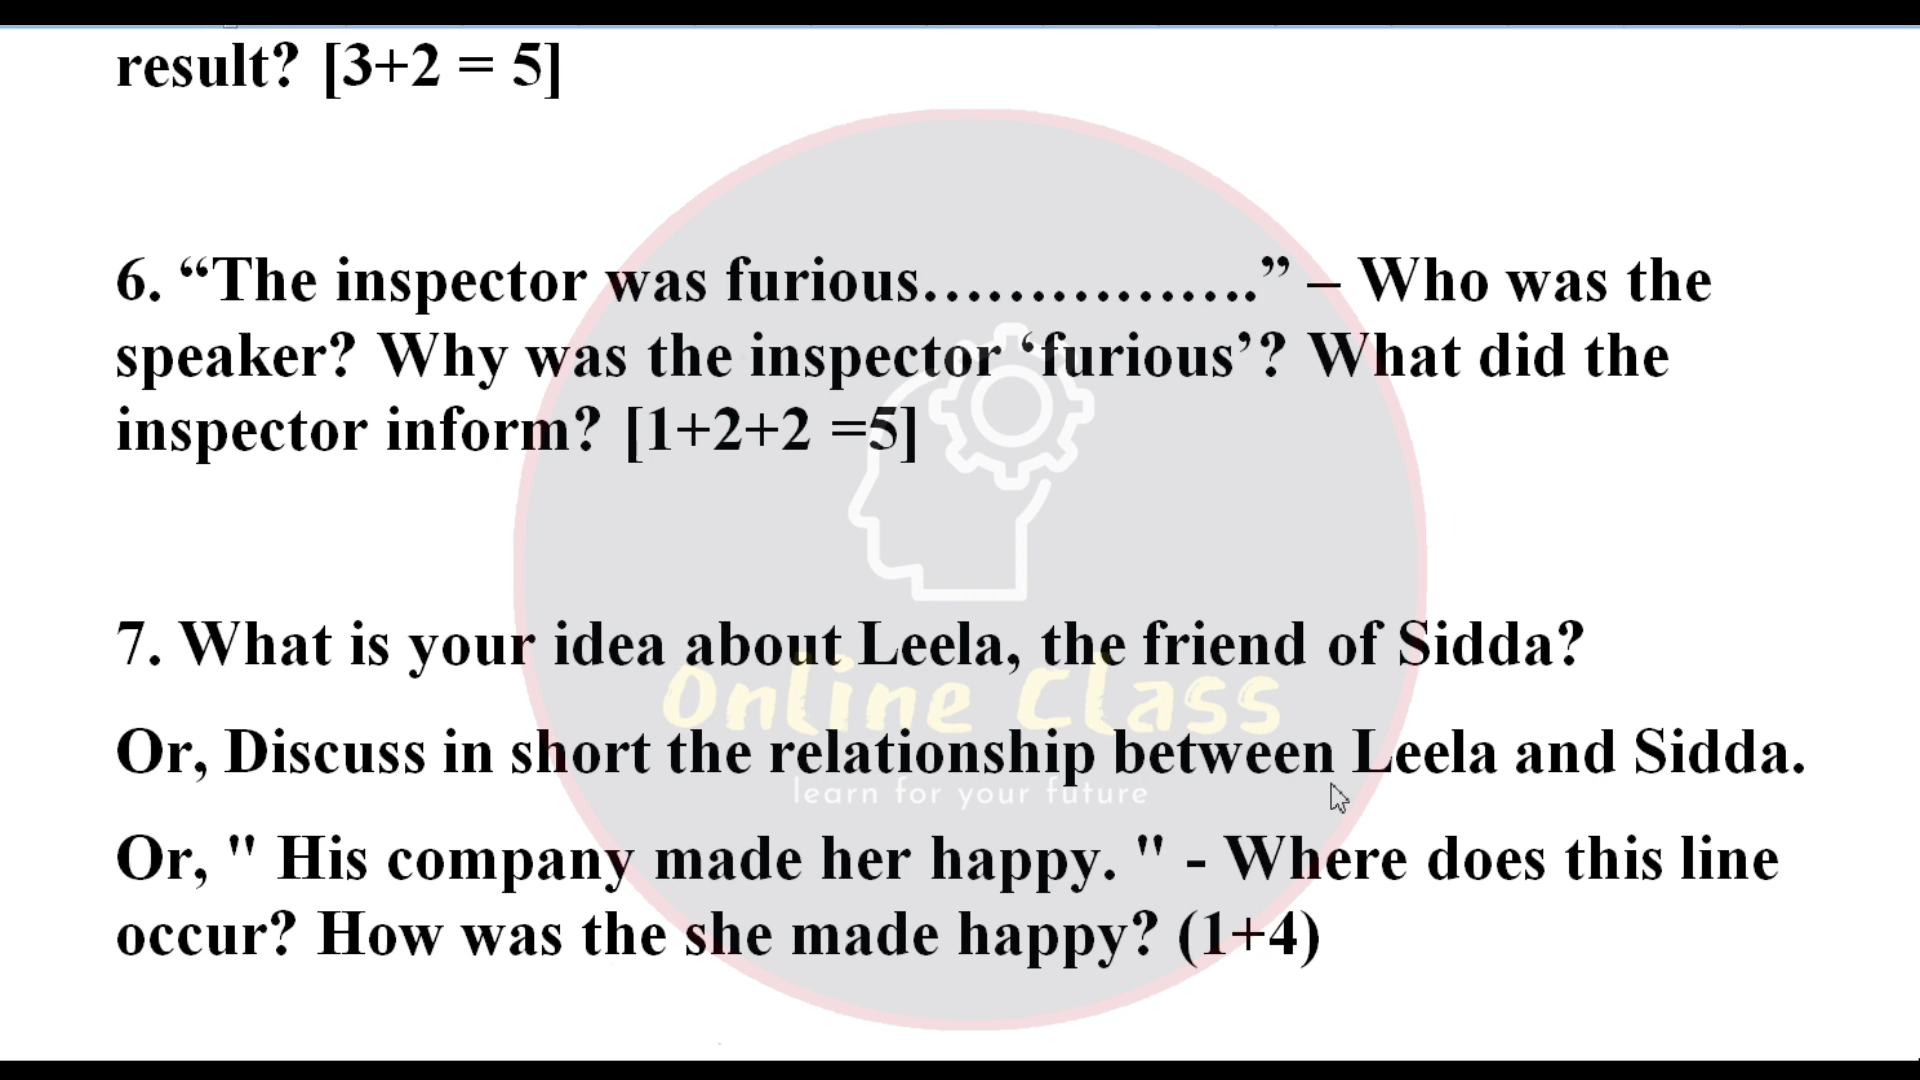 result? [3+2 = 5]
6. “The inspector was furious…………….” – Who was the
speaker? Why was the inspector ‘furious’? What did the
inspector inform? [1+2+2 =5]
7. What is your idea about Leela, the friend of Sidda?
Online Class
Or, Discuss in short the relationship between Leela and Sidda.
learn for your future
Or, " His company made her happy. " - Where does this line
occur? How was the she made happy? (1+4)